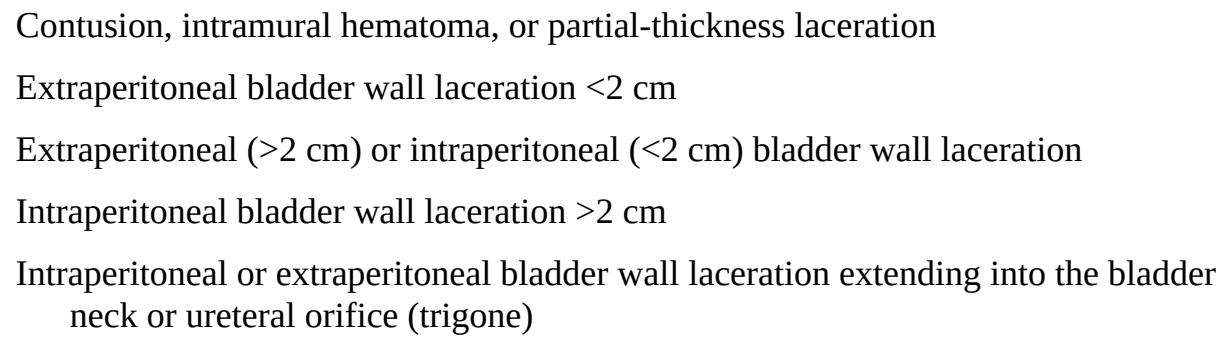 Contusion, intramural hematoma, or partial-thickness laceration
Extraperitoneal bladder wall laceration <2 cm
Extraperitoneal (>2 cm) or intraperitoneal (<2 cm) bladder wall laceration
Intraperitoneal bladder wall laceration >2 cm
Intraperitoneal or extraperitoneal bladder wall laceration extending into the bladder
neck or ureteral orifice (trigone)